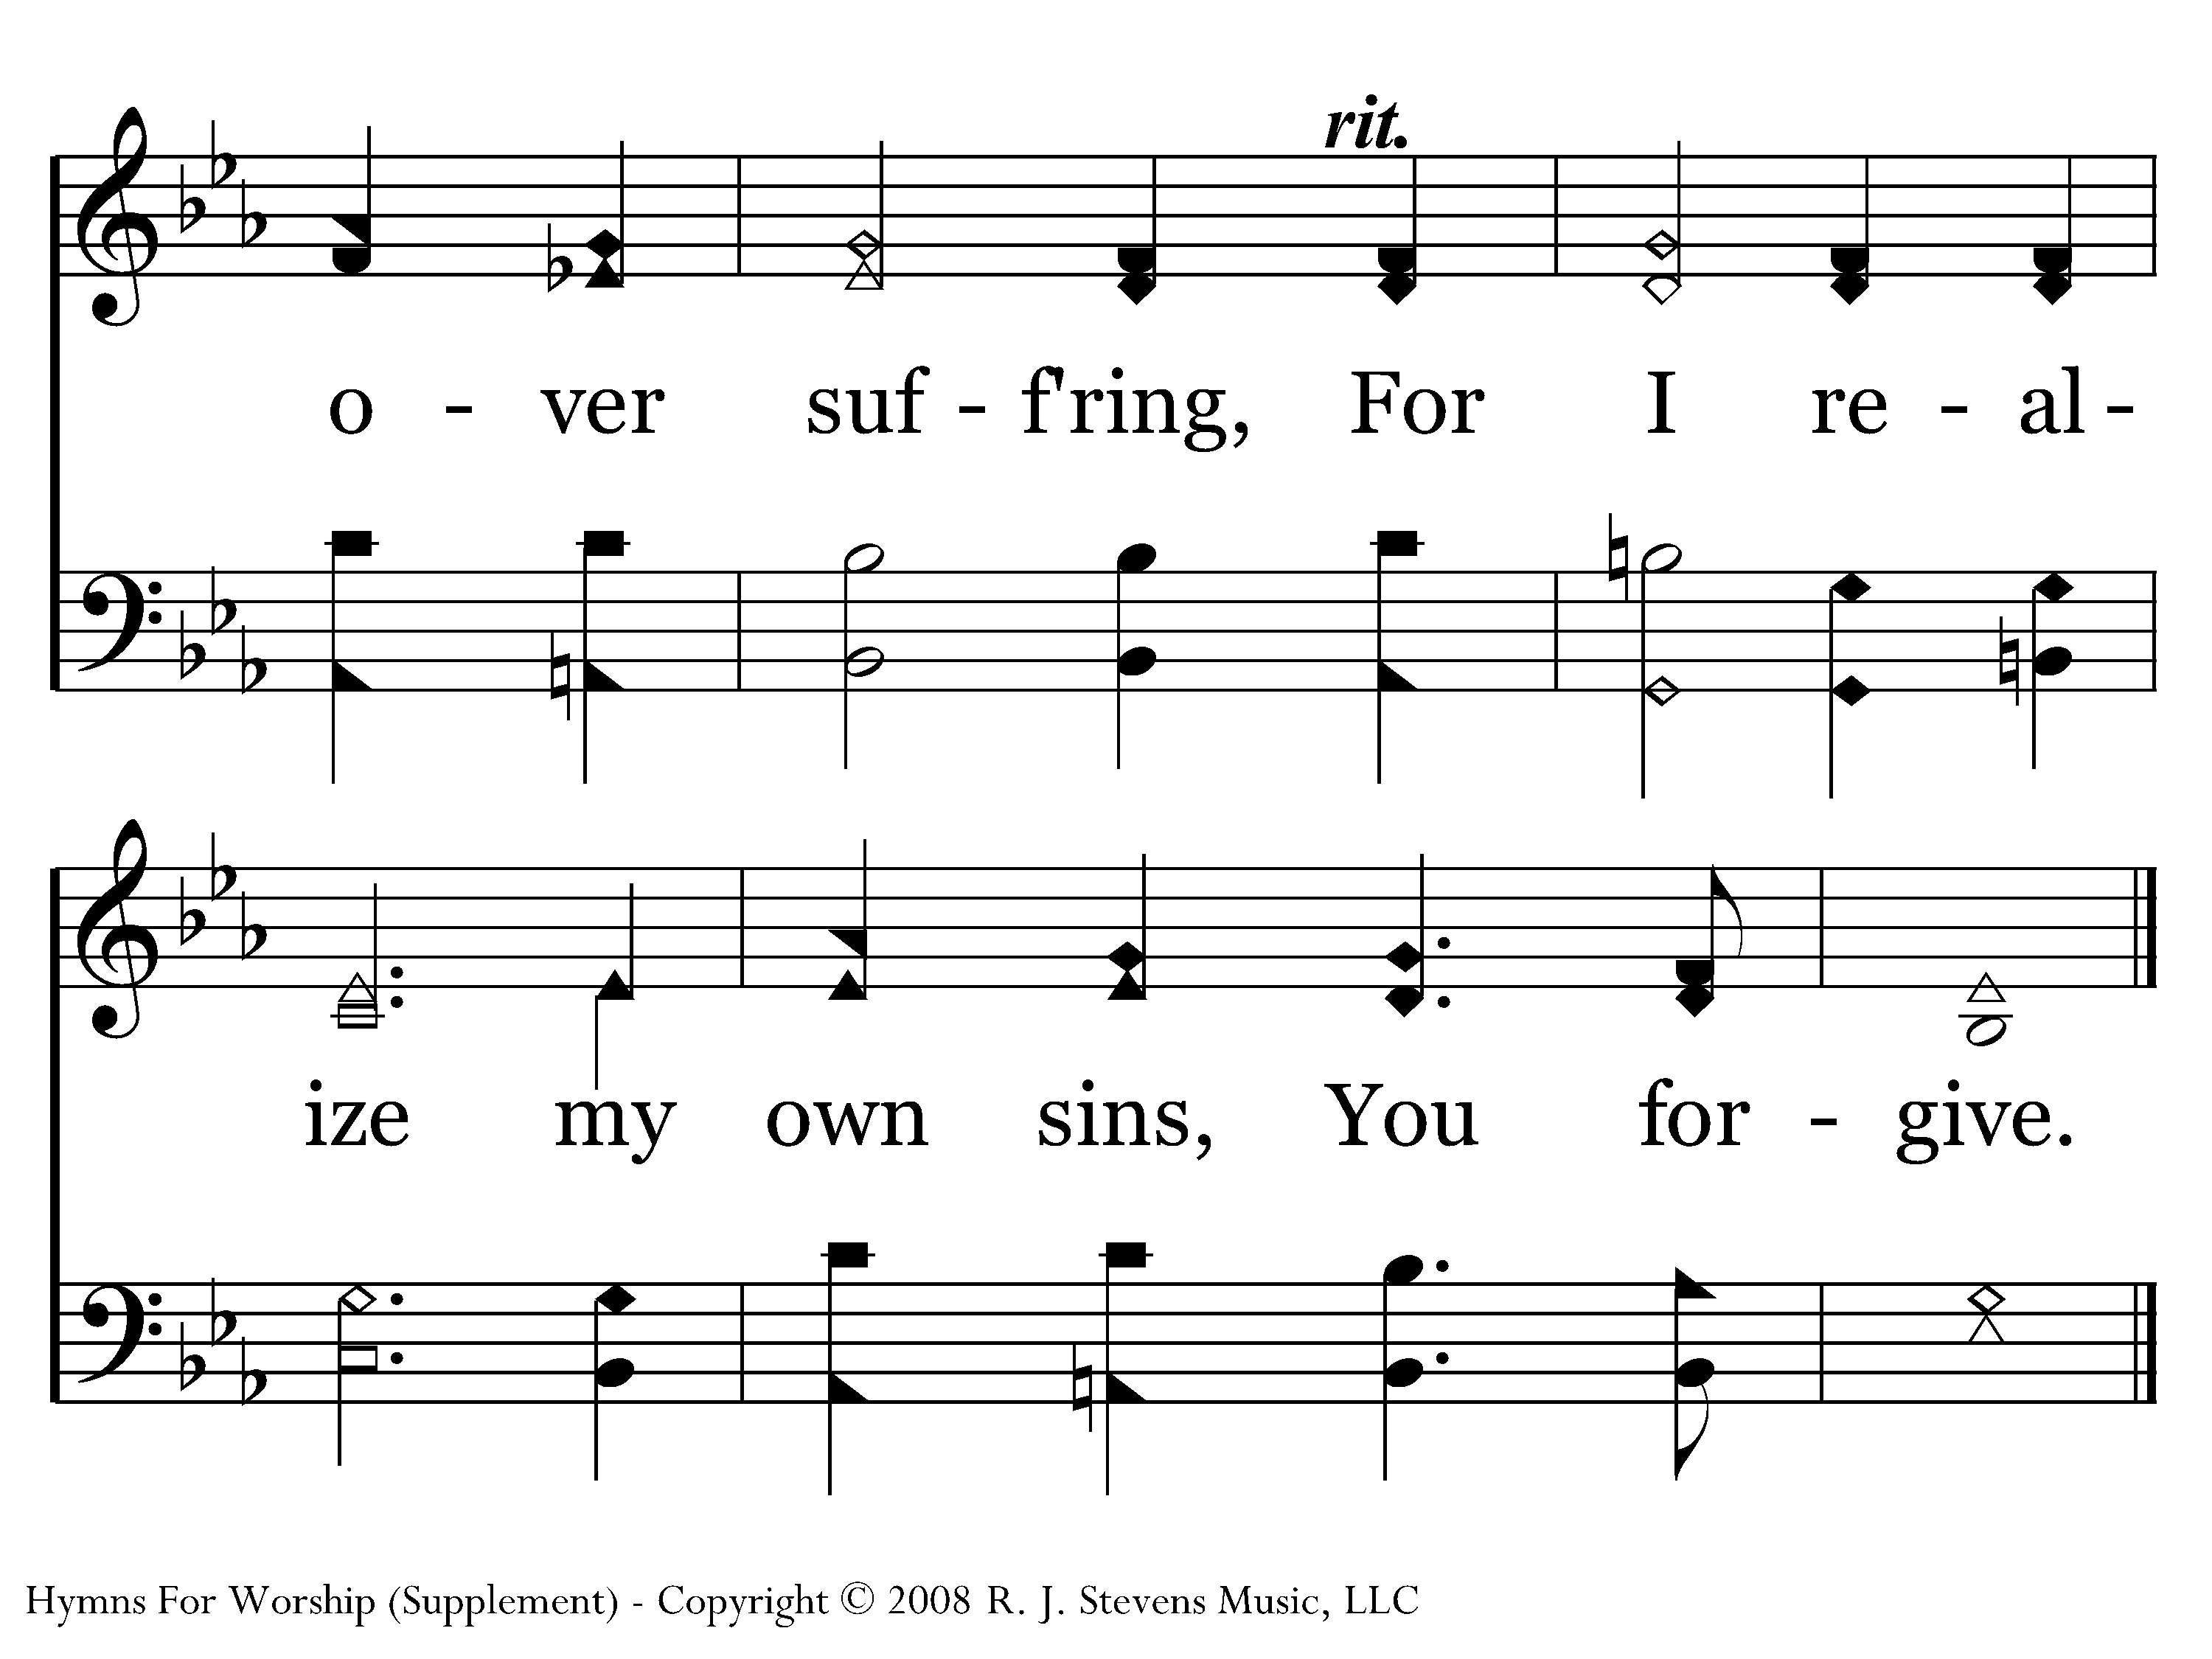 rit.
o - ver suf - f'ring, For I re - al -
ize my own sins, You for - give.
Hymns For Worship (Supplement) - Copyright © 2008 R. J. Stevens Music, LLC